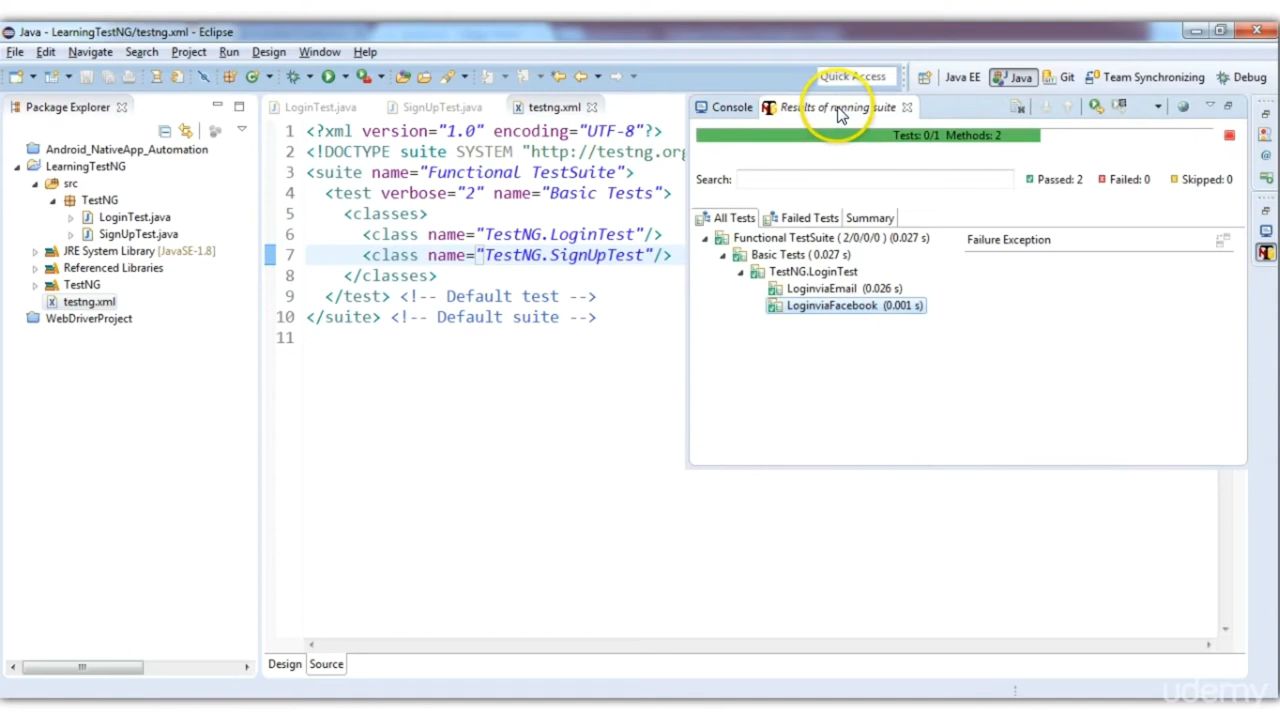 Java - LearningTestNG/testng.xml - Eclipse
File Edit Navigate Search Project Run Design Window Help
Quick Access
Java EE Java Git Team Synchronizing Debug
Package Explorer
LoginTest.java SignUpTest.java testng.xml
Console Results of running suite
Android_NativeApp_Automation
LearningTestNG
src
TestNG
LoginTest.java
SignUpTest.java
JRE System Library [JavaSE-1.8]
Referenced Libraries
TestNG
testng.xml
WebDriverProject
1 <?xml version="1.0" encoding="UTF-8"?>
2 <!DOCTYPE suite SYSTEM "http://testng.org
3 <suite name="Functional TestSuite">
4 <test verbose="2" name="Basic Tests">
5 <classes>
6 <class name="TestNG.LoginTest"/>
7 <class name="TestNG.SignUpTest"/>
8 </classes>
9 </test> <!-- Default test -->
10 </suite> <!-- Default suite -->
11
Tests: 0/1 Methods: 2
Search: Passed: 2 Failed: 0 Skipped: 0
All Tests Failed Tests Summary
Functional TestSuite ( 2/0/0/0 ) (0.027 s)
Basic Tests ( 0.027 s)
TestNG.LoginTest
LoginviaEmail (0.026 s)
LoginviaFacebook (0.001 s)
Failure Exception
Design Source
udemy